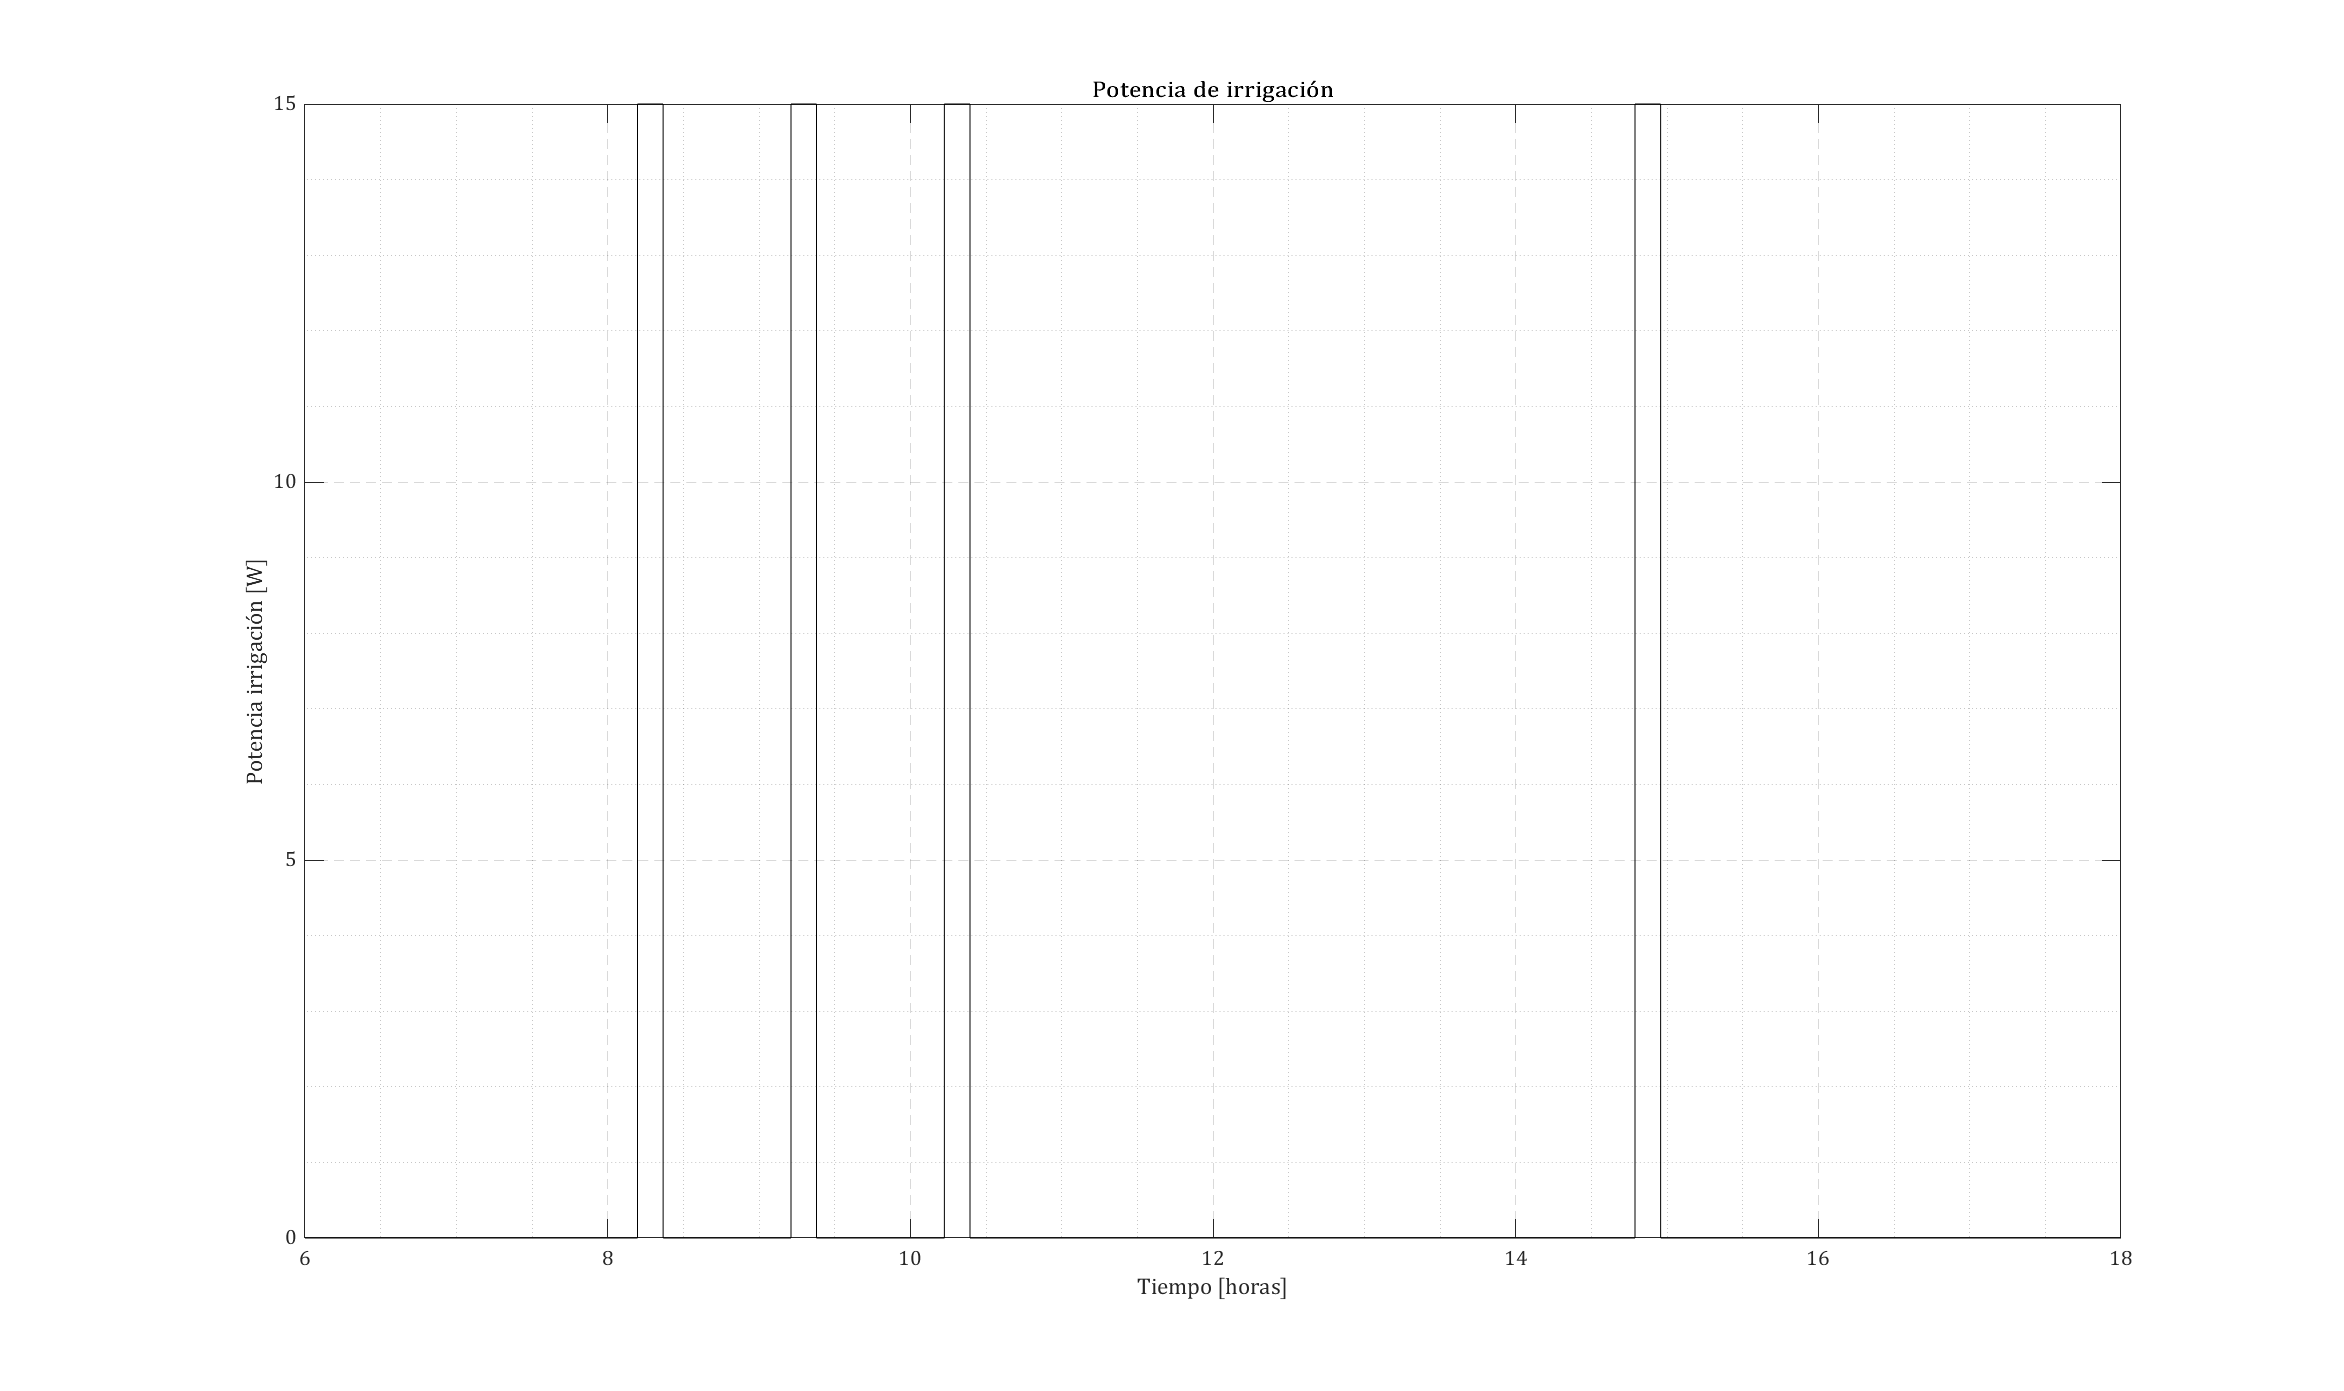 Potencia de irrigación
15
10
5
0
Potencia irrigación [W]
6 8 10 12 14 16 18
Tiempo [horas]